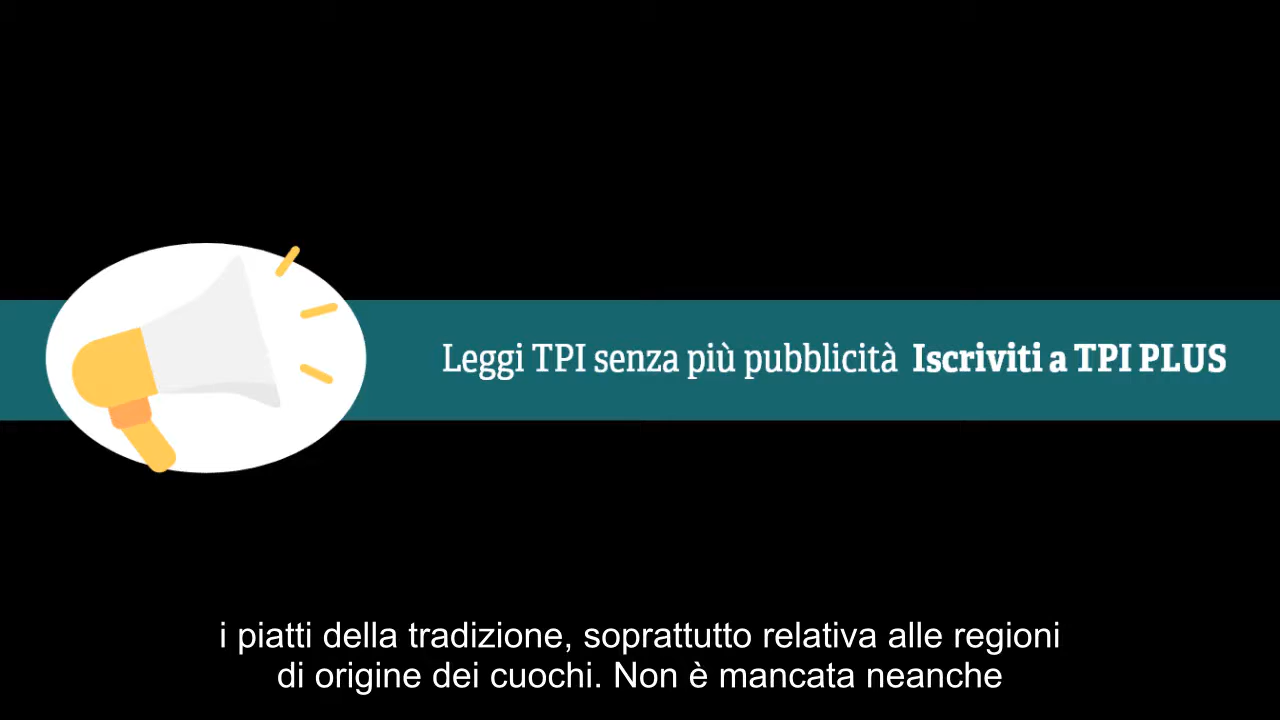 Leggi TPI senza più pubblicità Iscriviti a TPI PLUS
i piatti della tradizione, soprattutto relativa alle regioni
di origine dei cuochi. Non è mancata neanche